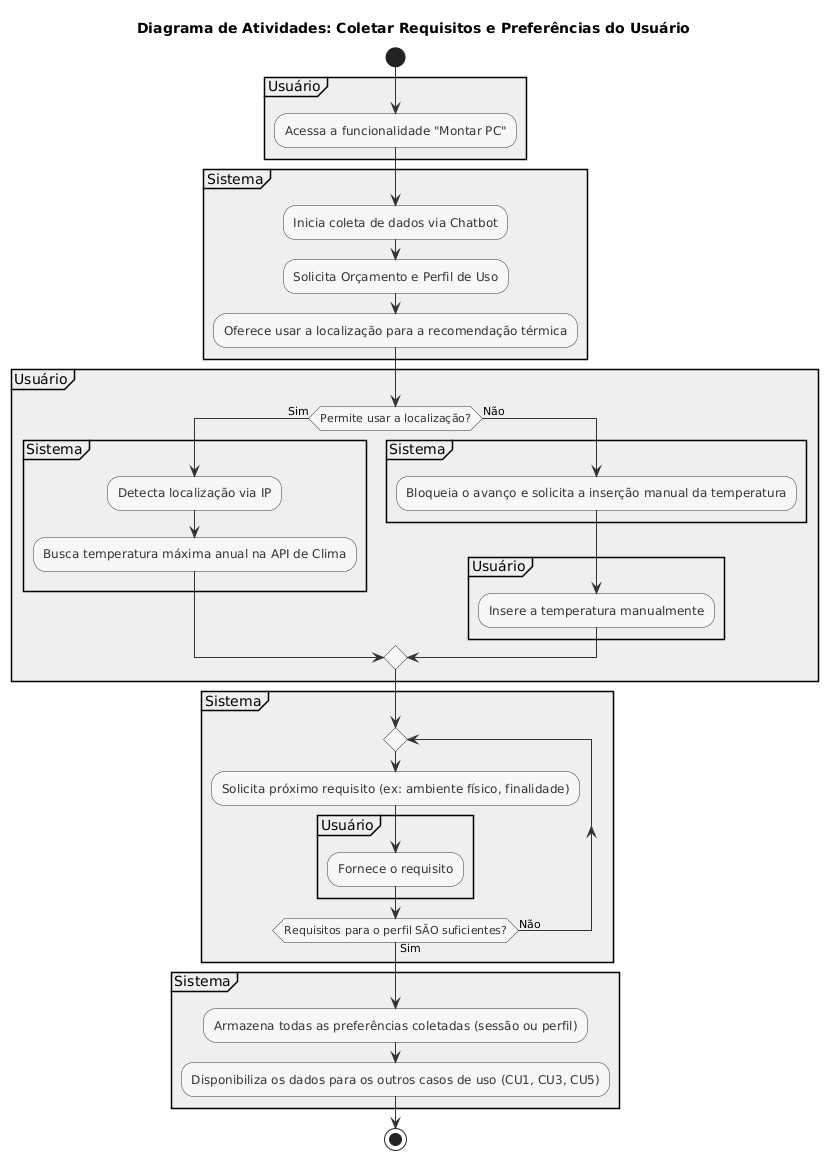 Diagrama de Atividades: Coletar Requisitos e Preferências do Usuário
Usuário
Acessa a funcionalidade "Montar PC"
Sistema
Inicia coleta de dados via Chatbot
Solicita Orçamento e Perfil de Uso
Oferece usar a localização para a recomendação térmica
Usuário
Permite usar a localização?
Sim
Não
Sistema
Detecta localização via IP
Busca temperatura máxima anual na API de Clima
Sistema
Bloqueia o avanço e solicita a inserção manual da temperatura
Usuário
Insere a temperatura manualmente
Sistema
Solicita próximo requisito (ex: ambiente físico, finalidade)
Usuário
Fornece o requisito
Requisitos para o perfil SÃO suficientes?
Não
Sim
Sistema
Armazena todas as preferências coletadas (sessão ou perfil)
Disponibiliza os dados para os outros casos de uso (CU1, CU3, CU5)